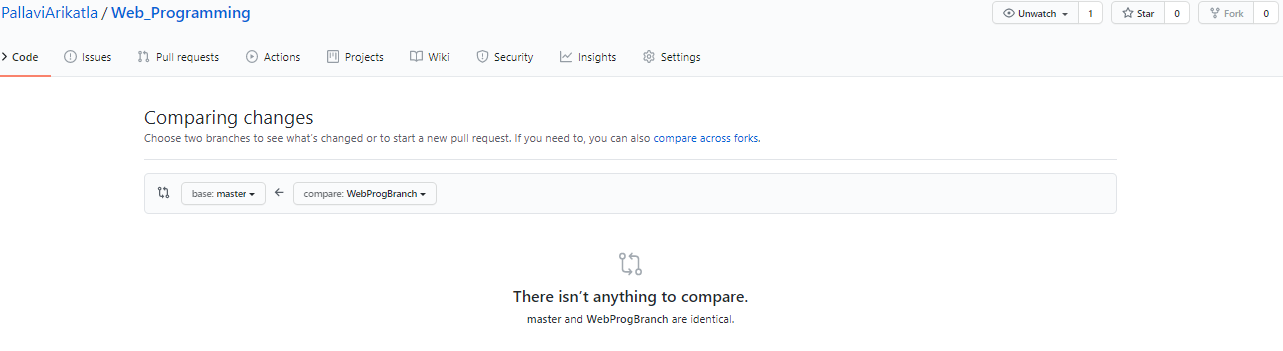 PallaviArikatla / Web_Programming
Unwatch 1 Star 0 Fork 0
Code Issues Pull requests Actions Projects Wiki Security Insights Settings
Comparing changes
Choose two branches to see what's changed or to start a new pull request. If you need to, you can also compare across forks.
base: master compare: WebProgBranch
There isn't anything to compare.
master and WebProgBranch are identical.